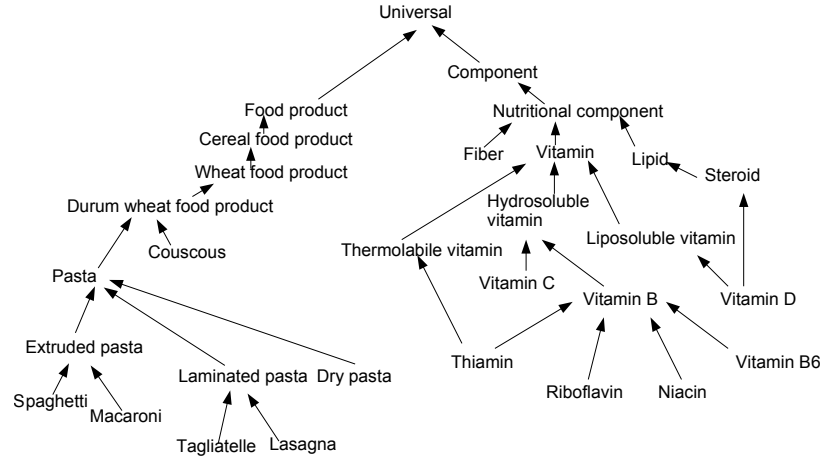 Universal
Component
Food product
Nutritional component
Cereal food product
Fiber
Vitamin
Lipid
Wheat food product
Steroid
Durum wheat food product
Hydrosoluble
vitamin
Couscous
Thermolabile vitamin
Liposoluble vitamin
Pasta
Vitamin C
Vitamin B
Vitamin D
Extruded pasta
Laminated pasta
Dry pasta
Thiamin
Vitamin B6
Riboflavin
Niacin
Spaghetti
Macaroni
Tagliatelle
Lasagna